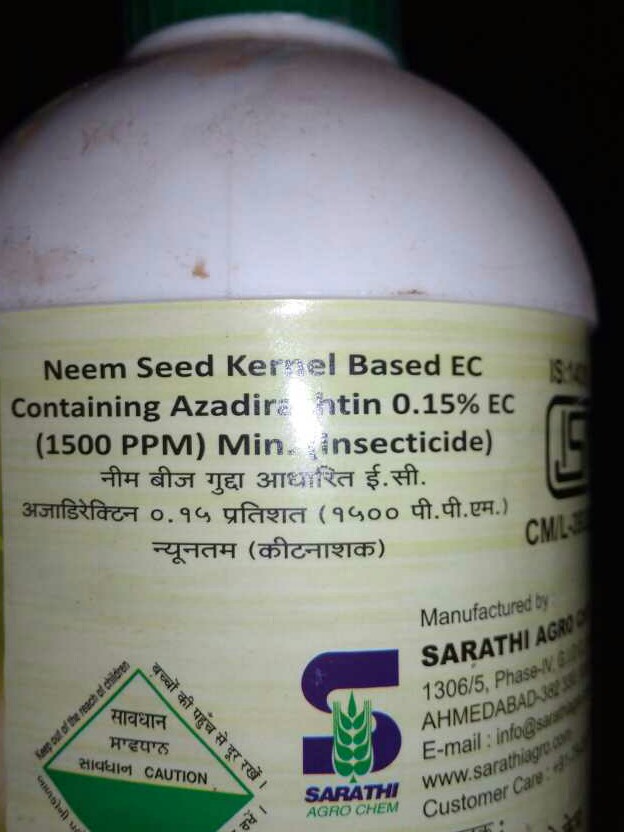 Neem Seed Kernel Based EC
Containing Azadirachtin 0.15% EC
(1500 PPM) Min. (Insecticide)
नीम बीज गुद्दा आधारित ई.सी.
अजाडिरेक्टिन ०.१५ प्रतिशत (१५०० पी.पी.एम.)
न्यूनतम (कीटनाशक)
CM/L-
Manufactured by :
SARATHI AGRO
1306/5, Phase-IV,
AHMEDABAD-382
E-mail :
www.sarathiagro.com
Customer Care :
SARATHI
AGRO CHEM
Keep out of the reach of children
बच्चों की पहुँच से दूर रखें।
सावधान
ਸਾਵਧਾਨ
સાવધાન CAUTION